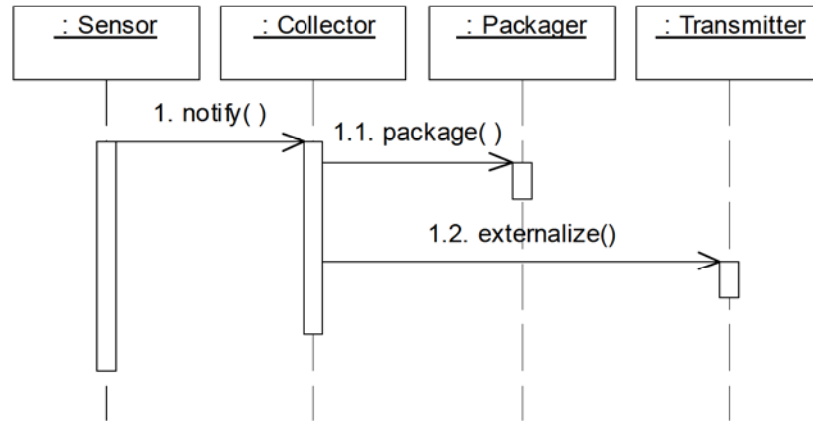 : Sensor
: Collector
: Packager
: Transmitter
1. notify( )
1.1. package( )
1.2. externalize()